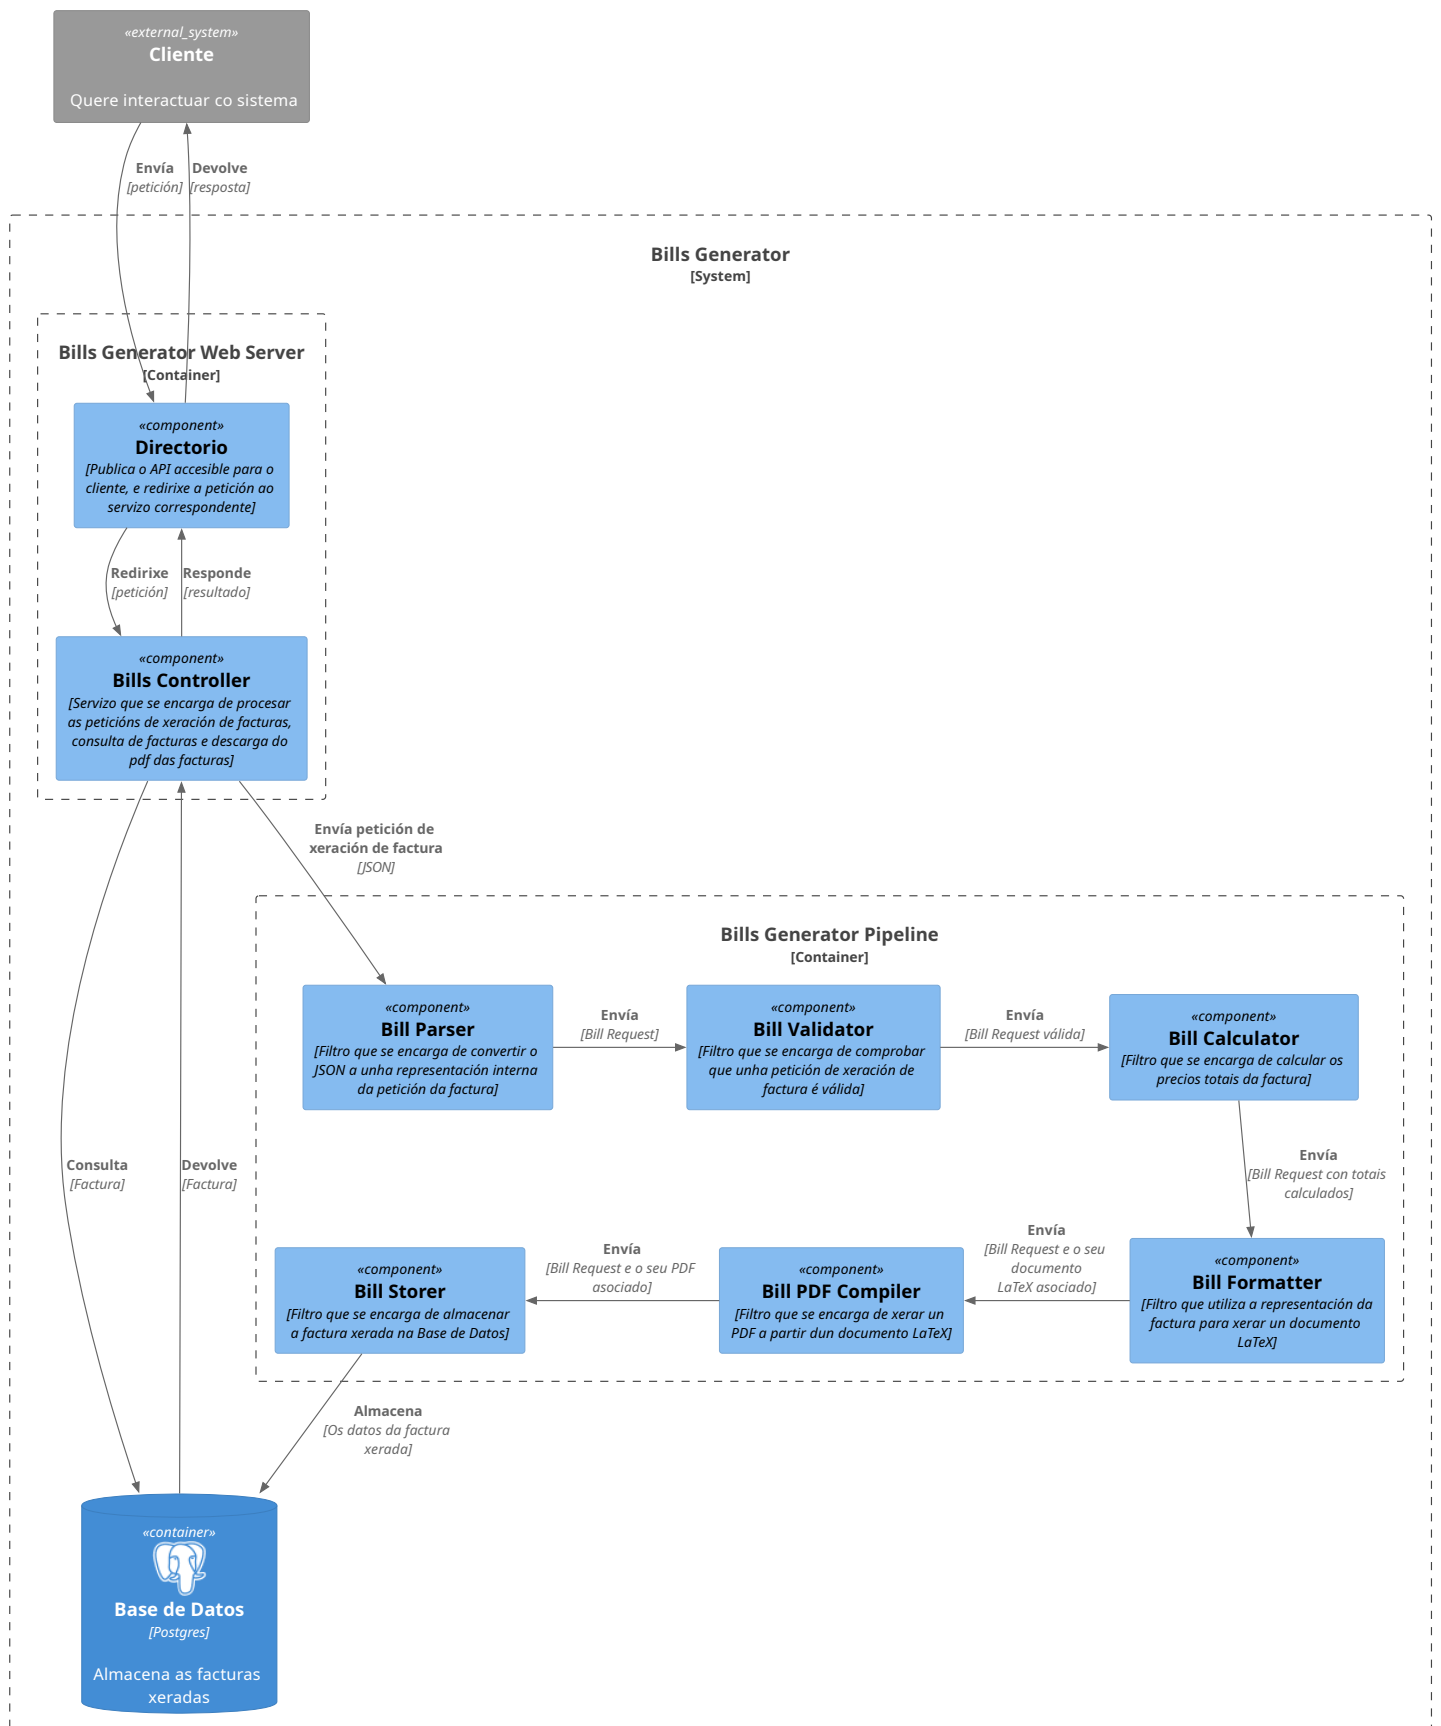 «external_system»
Cliente
Quere interactuar co sistema
Envía
[petición]
Devolve
[resposta]
Bills Generator
[System]
Bills Generator Web Server
[Container]
«component»
Directorio
[Publica o API accesible para o
cliente, e redirixe a petición ao
servizo correspondente]
Redirixe
[petición]
Responde
[resultado]
«component»
Bills Controller
[Servizo que se encarga de procesar
as peticións de xeración de facturas,
consulta de facturas e descarga do
pdf das facturas]
Envía petición de
xeración de factura
[JSON]
Bills Generator Pipeline
[Container]
«component»
Bill Parser
[Filtro que se encarga de convertir o
JSON a unha representación interna
da petición da factura]
Envía
[Bill Request]
«component»
Bill Validator
[Filtro que se encarga de comprobar
que unha petición de xeración de
factura é válida]
Envía
[Bill Request válida]
«component»
Bill Calculator
[Filtro que se encarga de calcular os
precios totais da factura]
Consulta
[Factura]
Devolve
[Factura]
Envía
[Bill Request con totais
calculados]
«component»
Bill Storer
[Filtro que se encarga de almacenar
a factura xerada na Base de Datos]
Envía
[Bill Request e o seu PDF
asociado]
«component»
Bill PDF Compiler
[Filtro que se encarga de xerar un
PDF a partir dun documento LaTeX]
Envía
[Bill Request e o seu
documento
LaTeX asociado]
«component»
Bill Formatter
[Filtro que utiliza a representación da
factura para xerar un documento
LaTeX]
Almacena
[Os datos da factura
xerada]
«container»
Base de Datos
[Postgres]
Almacena as facturas
xeradas